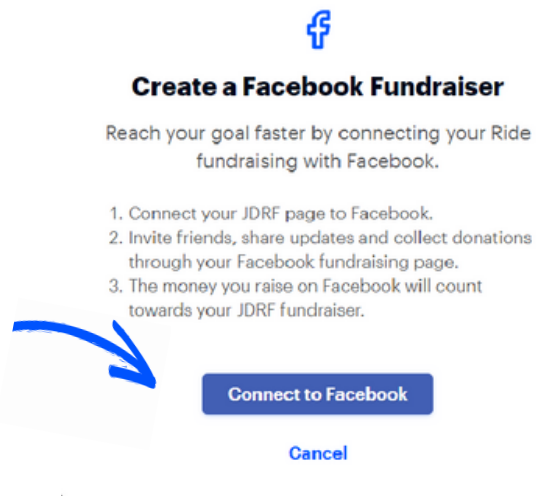 Create a Facebook Fundraiser
Reach your goal faster by connecting your Ride
fundraising with Facebook.
1. Connect your JDRF page to Facebook.
2. Invite friends, share updates and collect donations
through your Facebook fundraising page.
3. The money you raise on Facebook will count
towards your JDRF fundraiser.
Connect to Facebook
Cancel